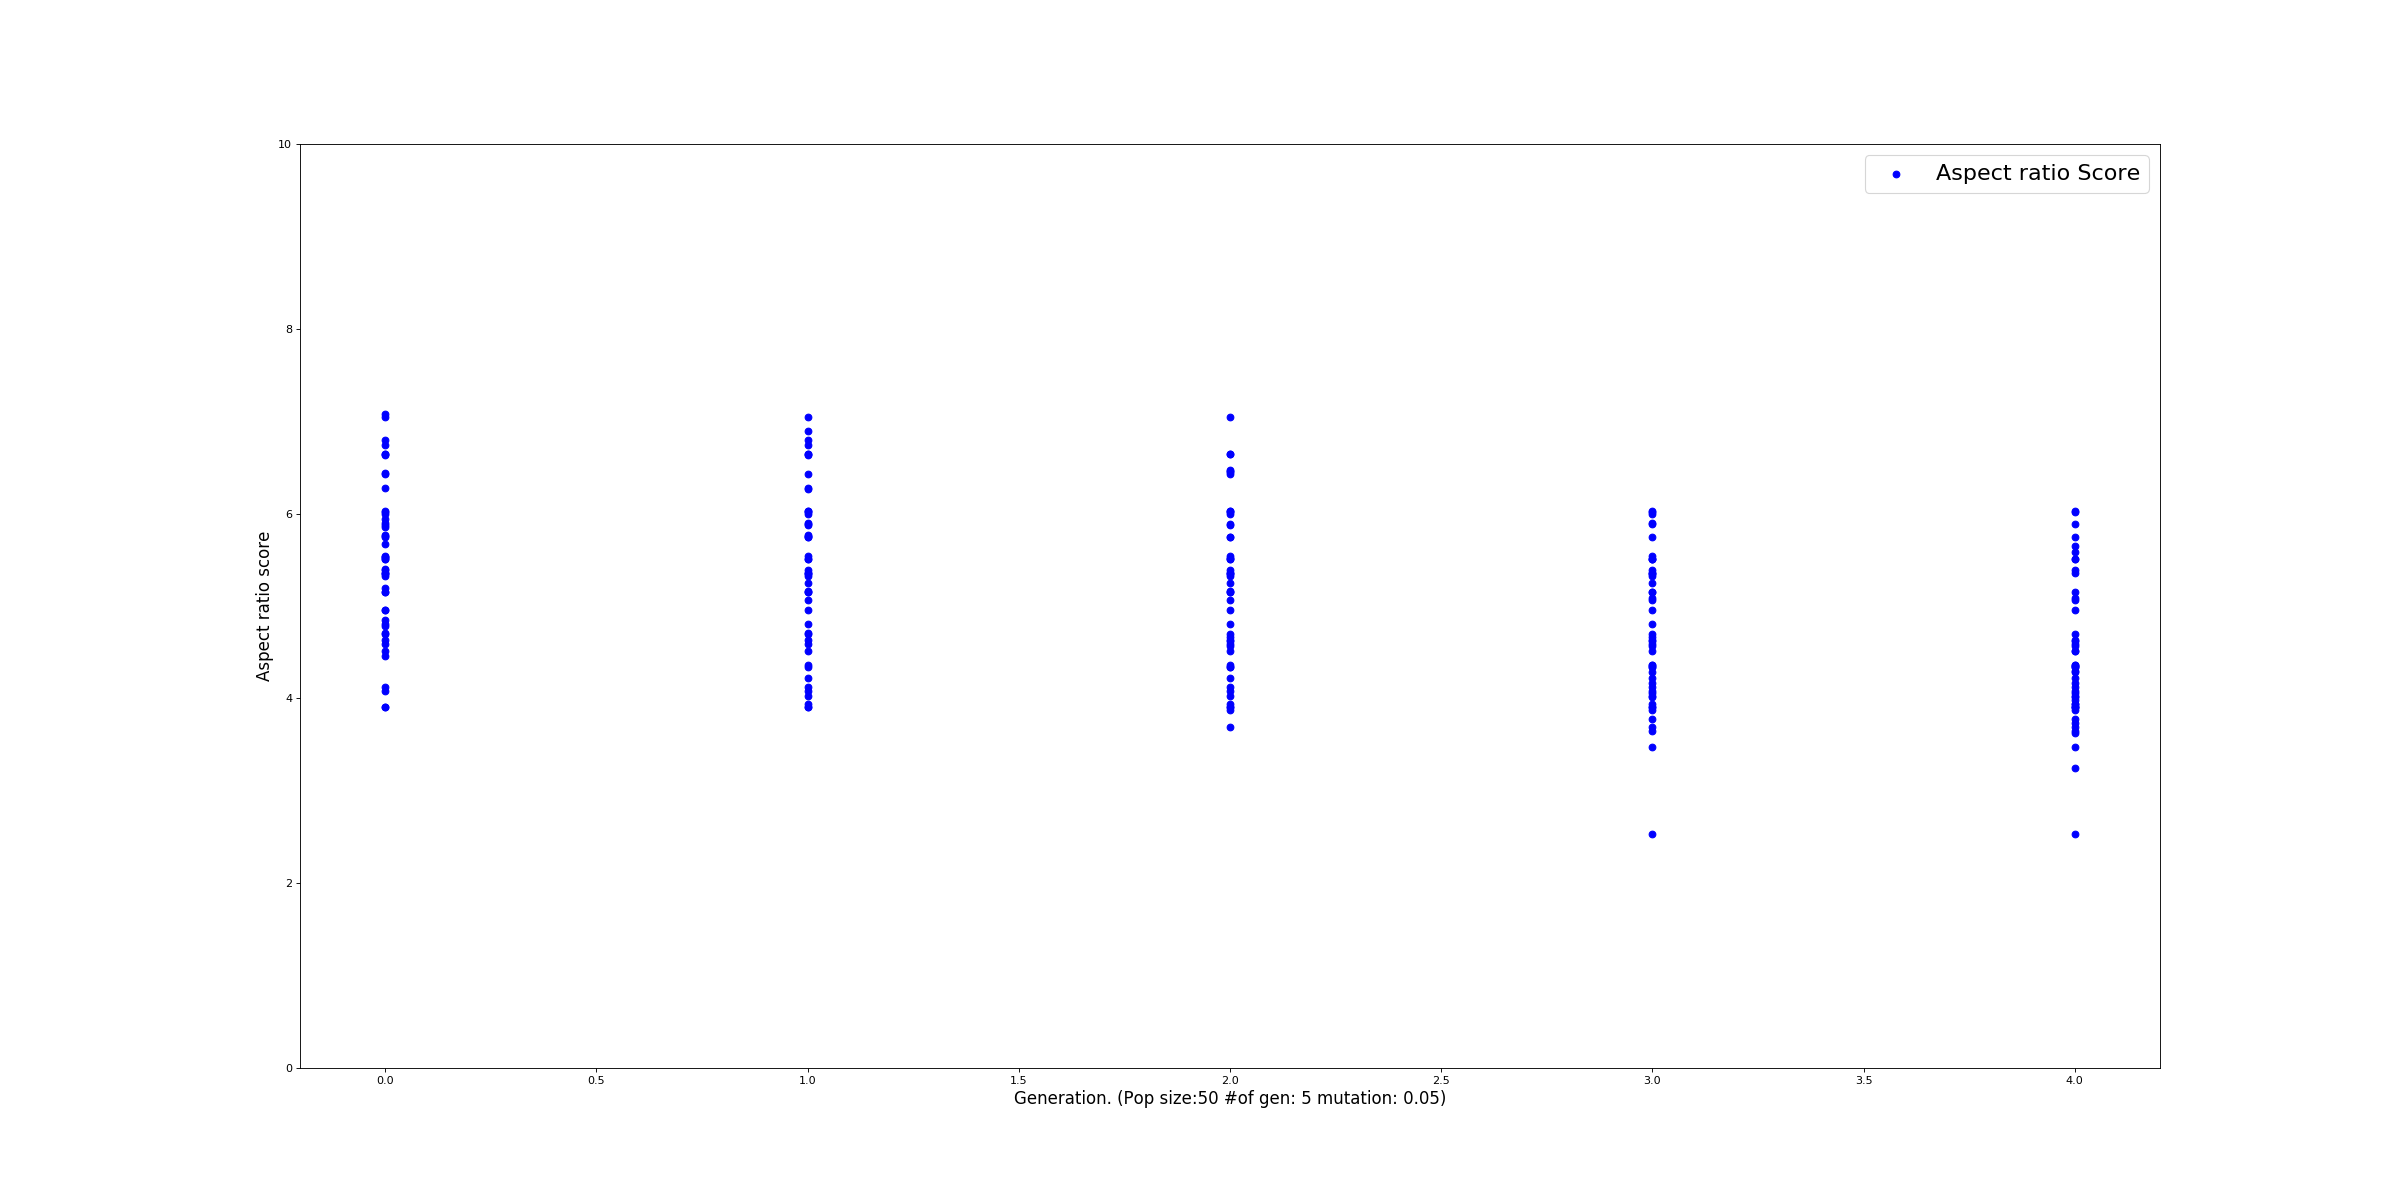 Aspect ratio Score
10
8
6
4
2
0
Aspect ratio score
0.0 0.5 1.0 1.5 2.0 2.5 3.0 3.5 4.0
Generation. (Pop size:50 #of gen: 5 mutation: 0.05)